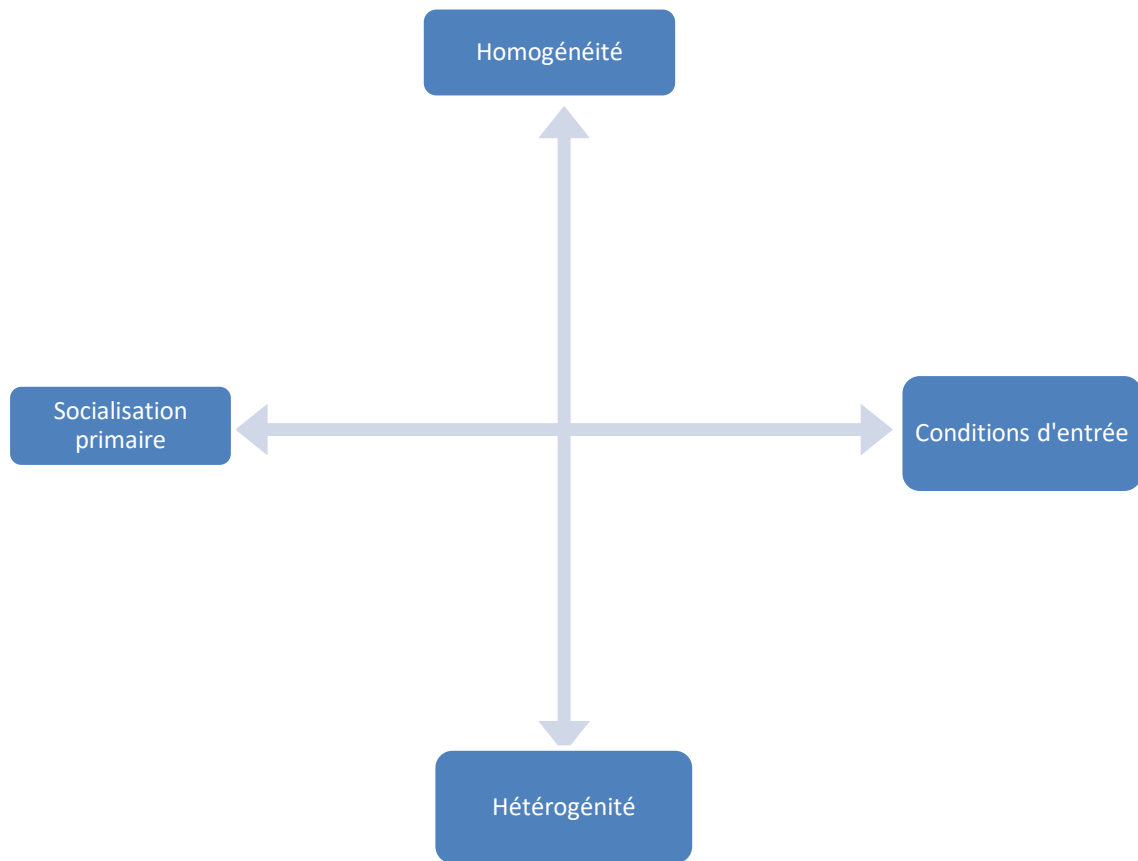 Homogénéité
Socialisation
primaire
Conditions d'entrée
Hétérogénité